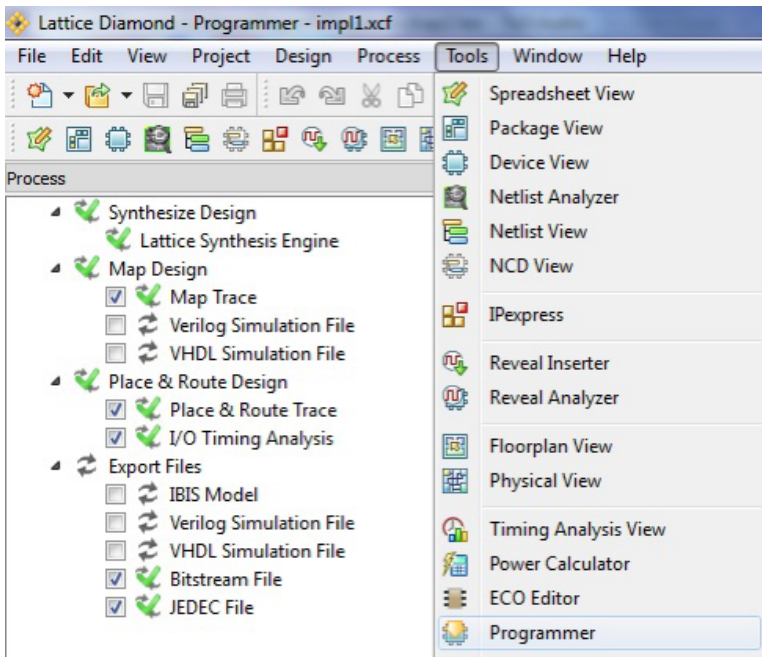 Lattice Diamond - Programmer - impl1.xcf
File Edit View Project Design Process Tools Window Help
Process
Synthesize Design
Lattice Synthesis Engine
Map Design
Map Trace
Verilog Simulation File
VHDL Simulation File
Place & Route Design
Place & Route Trace
I/O Timing Analysis
Export Files
IBIS Model
Verilog Simulation File
VHDL Simulation File
Bitstream File
JEDEC File
Spreadsheet View
Package View
Device View
Netlist Analyzer
Netlist View
NCD View
IPexpress
Reveal Inserter
Reveal Analyzer
Floorplan View
Physical View
Timing Analysis View
Power Calculator
ECO Editor
Programmer